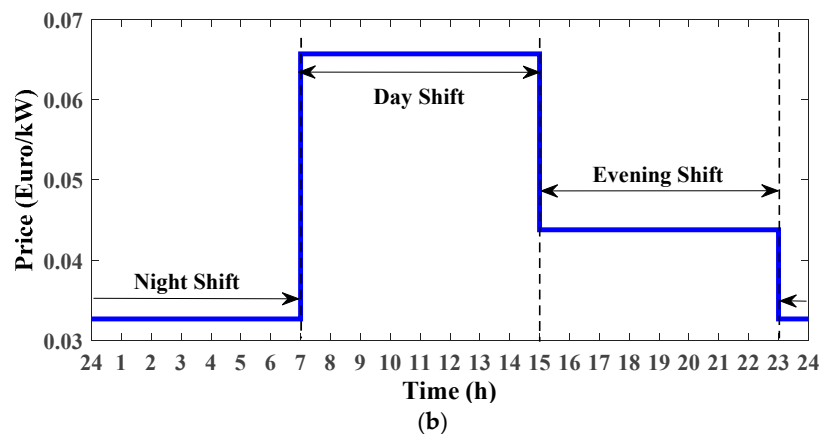 0.07
0.06
0.05
0.04
0.03
Price (Euro/kW)
Day Shift
Evening Shift
Night Shift
24 1 2 3 4 5 6 7 8 9 10 11 12 13 14 15 16 17 18 19 20 21 22 23 24
Time (h)
(b)